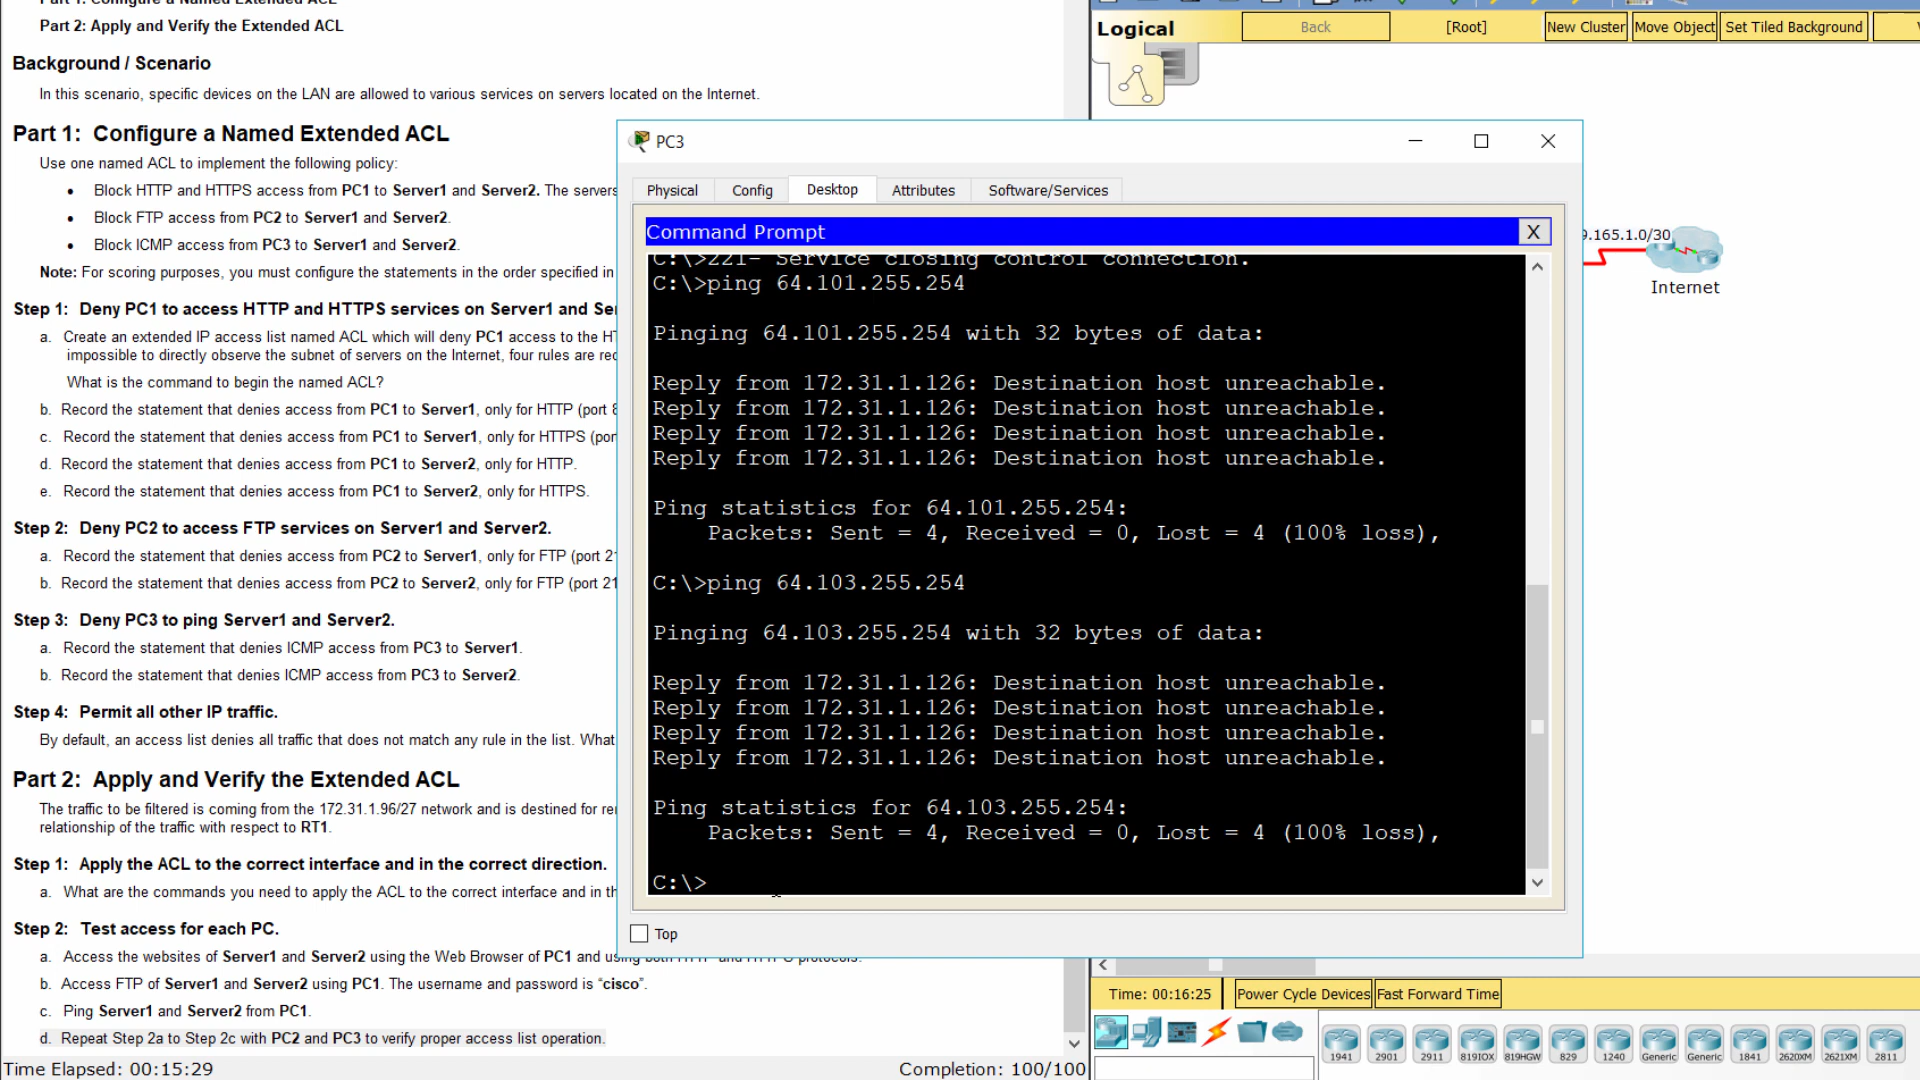 Part 1: Configure a Named Extended ACL
Part 2: Apply and Verify the Extended ACL
Background / Scenario
In this scenario, specific devices on the LAN are allowed to various services on servers located on the Internet.
Part 1: Configure a Named Extended ACL
Use one named ACL to implement the following policy:
• Block HTTP and HTTPS access from PC1 to Server1 and Server2. The servers
• Block FTP access from PC2 to Server1 and Server2.
• Block ICMP access from PC3 to Server1 and Server2.
Note: For scoring purposes, you must configure the statements in the order specified in
Step 1: Deny PC1 to access HTTP and HTTPS services on Server1 and Se
a. Create an extended IP access list named ACL which will deny PC1 access to the HT
impossible to directly observe the subnet of servers on the Internet, four rules are rec
What is the command to begin the named ACL?
b. Record the statement that denies access from PC1 to Server1, only for HTTP (port 8
c. Record the statement that denies access from PC1 to Server1, only for HTTPS (por
d. Record the statement that denies access from PC1 to Server2, only for HTTP.
e. Record the statement that denies access from PC1 to Server2, only for HTTPS.
Step 2: Deny PC2 to access FTP services on Server1 and Server2.
a. Record the statement that denies access from PC2 to Server1, only for FTP (port 21
b. Record the statement that denies access from PC2 to Server2, only for FTP (port 21
Step 3: Deny PC3 to ping Server1 and Server2.
a. Record the statement that denies ICMP access from PC3 to Server1.
b. Record the statement that denies ICMP access from PC3 to Server2.
Step 4: Permit all other IP traffic.
By default, an access list denies all traffic that does not match any rule in the list. What
Part 2: Apply and Verify the Extended ACL
The traffic to be filtered is coming from the 172.31.1.96/27 network and is destined for re
relationship of the traffic with respect to RT1.
Step 1: Apply the ACL to the correct interface and in the correct direction.
a. What are the commands you need to apply the ACL to the correct interface and in th
Step 2: Test access for each PC.
a. Access the websites of Server1 and Server2 using the Web Browser of PC1 and using both HTTP and HTTPS protocols.
b. Access FTP of Server1 and Server2 using PC1. The username and password is “cisco”.
c. Ping Server1 and Server2 from PC1.
d. Repeat Step 2a to Step 2c with PC2 and PC3 to verify proper access list operation.
Time Elapsed: 00:15:29
Completion: 100/100
PC3
Physical
Config
Desktop
Attributes
Software/Services
Command Prompt
X
C:\>221- Service closing control connection.
C:\>ping 64.101.255.254
Pinging 64.101.255.254 with 32 bytes of data:
Reply from 172.31.1.126: Destination host unreachable.
Reply from 172.31.1.126: Destination host unreachable.
Reply from 172.31.1.126: Destination host unreachable.
Reply from 172.31.1.126: Destination host unreachable.
Ping statistics for 64.101.255.254:
Packets: Sent = 4, Received = 0, Lost = 4 (100% loss),
C:\>ping 64.103.255.254
Pinging 64.103.255.254 with 32 bytes of data:
Reply from 172.31.1.126: Destination host unreachable.
Reply from 172.31.1.126: Destination host unreachable.
Reply from 172.31.1.126: Destination host unreachable.
Reply from 172.31.1.126: Destination host unreachable.
Ping statistics for 64.103.255.254:
Packets: Sent = 4, Received = 0, Lost = 4 (100% loss),
C:\>
Top
Logical
Back
[Root]
New Cluster
Move Object
Set Tiled Background
V
9.165.1.0/30
Internet
Time: 00:16:25
Power Cycle Devices
Fast Forward Time
1941
2901
2911
819IOX
819HGW
829
1240
Generic
Generic
1841
2620XM
2621XM
2811